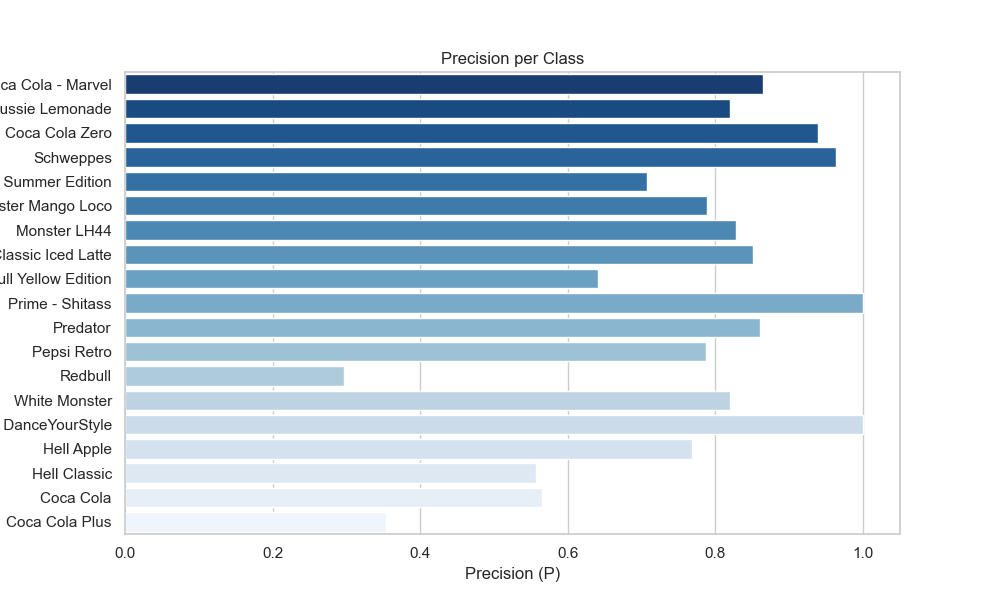 Precision per Class
ca Cola - Marvel
ussie Lemonade
Coca Cola Zero
Schweppes
Summer Edition
ster Mango Loco
Monster LH44
Classic Iced Latte
ull Yellow Edition
Prime - Shitass
Predator
Pepsi Retro
Redbull
White Monster
DanceYourStyle
Hell Apple
Hell Classic
Coca Cola
Coca Cola Plus
0.0 0.2 0.4 0.6 0.8 1.0
Precision (P)